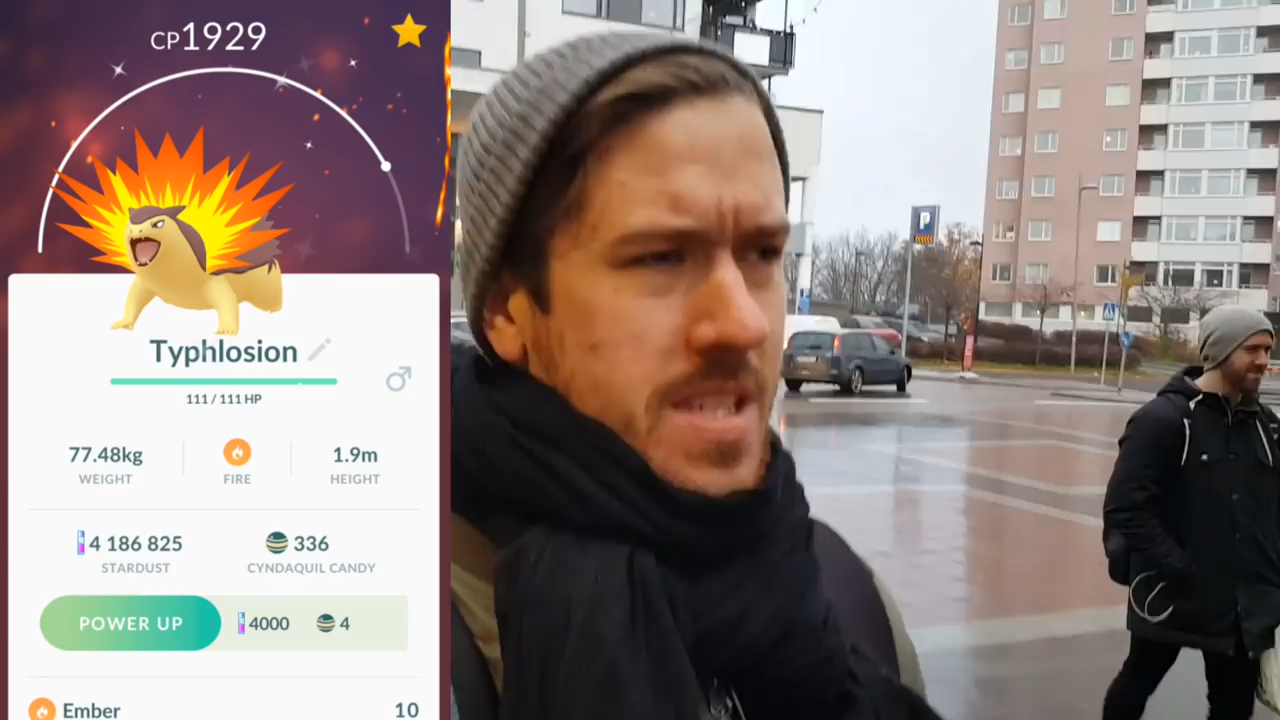 CP1929
Typhlosion
111 / 111 HP
77.48kg
WEIGHT
FIRE
1.9m
HEIGHT
4 186 825
STARDUST
336
CYNDAQUIL CANDY
POWER UP
4000
4
Ember
10
P